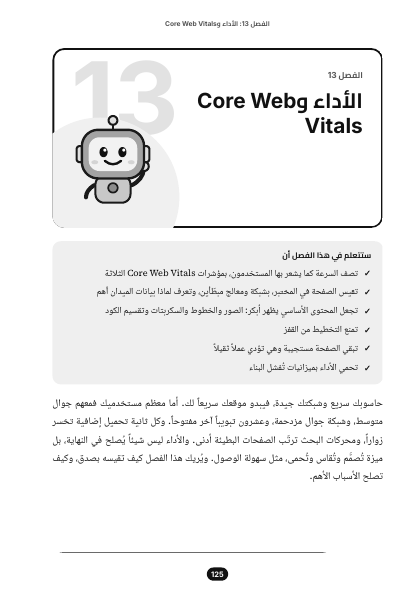 الفصل 13: الأداء وCore Web Vitals
13
الفصل 13
الأداء وCore Web
Vitals
ستتعلم في هذا الفصل أن
✓ تصف السرعة كما يشعر بها المستخدمون، بمؤشرات Core Web Vitals الثلاثة
✓ تقيس الصفحة في المختبر، بشبكة ومعالج مبطأين، وتعرف لماذا بيانات الميدان أهم
✓ تجعل المحتوى الأساسي يظهر أبكر: الصور والخطوط والسكربتات وتقسيم الكود
✓ تمنع التخطيط من القفز
✓ تبقي الصفحة مستجيبة وهي تؤدي عملاً ثقيلاً
✓ تحمي الأداء بميزانيات تُفشل البناء
حاسوبك سريع وشبكتك جيدة، فيبدو موقعك سريعاً لك. أما معظم مستخدميك فمعهم جوال
متوسط، وشبكة جوال مزدحمة، وعشرون تبويباً آخر مفتوحاً. وكل ثانية تحميل إضافية تخسر
زواراً، ومحركات البحث ترتّب الصفحات البطيئة أدنى. والأداء ليس شيئاً يُصلح في النهاية، بل
ميزة تُصمَّم وتُقاس وتُحمى، مثل سهولة الوصول. ويُريك هذا الفصل كيف تقيسه بصدق، وكيف
تصلح الأسباب الأهم.
125